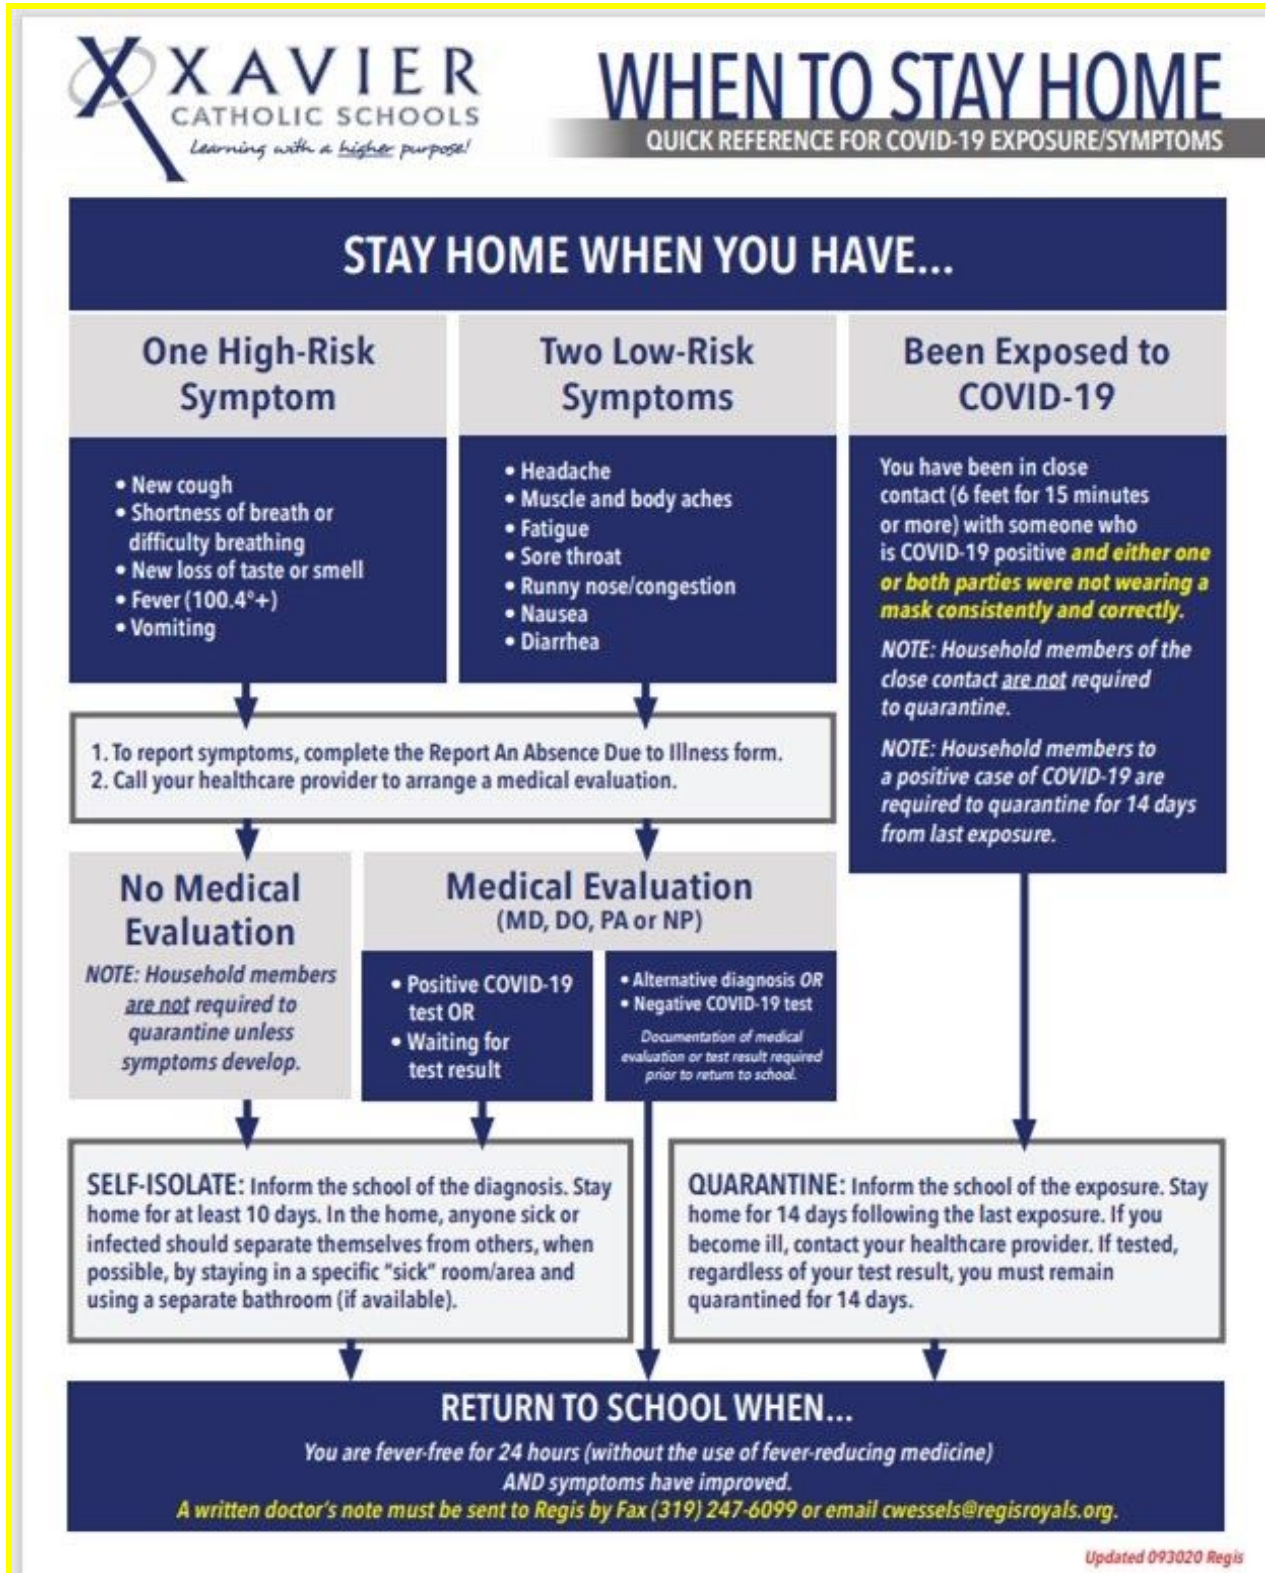 XAVIER
CATHOLIC SCHOOLS
Learning with a higher purpose!
WHEN TO STAY HOME
QUICK REFERENCE FOR COVID-19 EXPOSURE/SYMPTOMS
STAY HOME WHEN YOU HAVE...
One High-Risk
Symptom
• New cough
• Shortness of breath or
difficulty breathing
• New loss of taste or smell
• Fever (100.4°+)
• Vomiting
Two Low-Risk
Symptoms
• Headache
• Muscle and body aches
• Fatigue
• Sore throat
• Runny nose/congestion
• Nausea
• Diarrhea
Been Exposed to
COVID-19
You have been in close
contact (6 feet for 15 minutes
or more) with someone who
is COVID-19 positive and either one
or both parties were not wearing a
mask consistently and correctly.
NOTE: Household members of the
close contact are not required
to quarantine.
NOTE: Household members to
a positive case of COVID-19 are
required to quarantine for 14 days
from last exposure.
1. To report symptoms, complete the Report An Absence Due to Illness form.
2. Call your healthcare provider to arrange a medical evaluation.
No Medical
Evaluation
NOTE: Household members
are not required to
quarantine unless
symptoms develop.
Medical Evaluation
(MD, DO, PA or NP)
• Positive COVID-19
test OR
• Waiting for
test result
• Alternative diagnosis OR
• Negative COVID-19 test
Documentation of medical
evaluation or test result required
prior to return to school.
SELF-ISOLATE: Inform the school of the diagnosis. Stay
home for at least 10 days. In the home, anyone sick or
infected should separate themselves from others, when
possible, by staying in a specific "sick" room/area and
using a separate bathroom (if available).
QUARANTINE: Inform the school of the exposure. Stay
home for 14 days following the last exposure. If you
become ill, contact your healthcare provider. If tested,
regardless of your test result, you must remain
quarantined for 14 days.
RETURN TO SCHOOL WHEN...
You are fever-free for 24 hours (without the use of fever-reducing medicine)
AND symptoms have improved.
A written doctor's note must be sent to Regis by Fax (319) 247-6099 or email cwessels@regisroyals.org.
Updated 093020 Regis